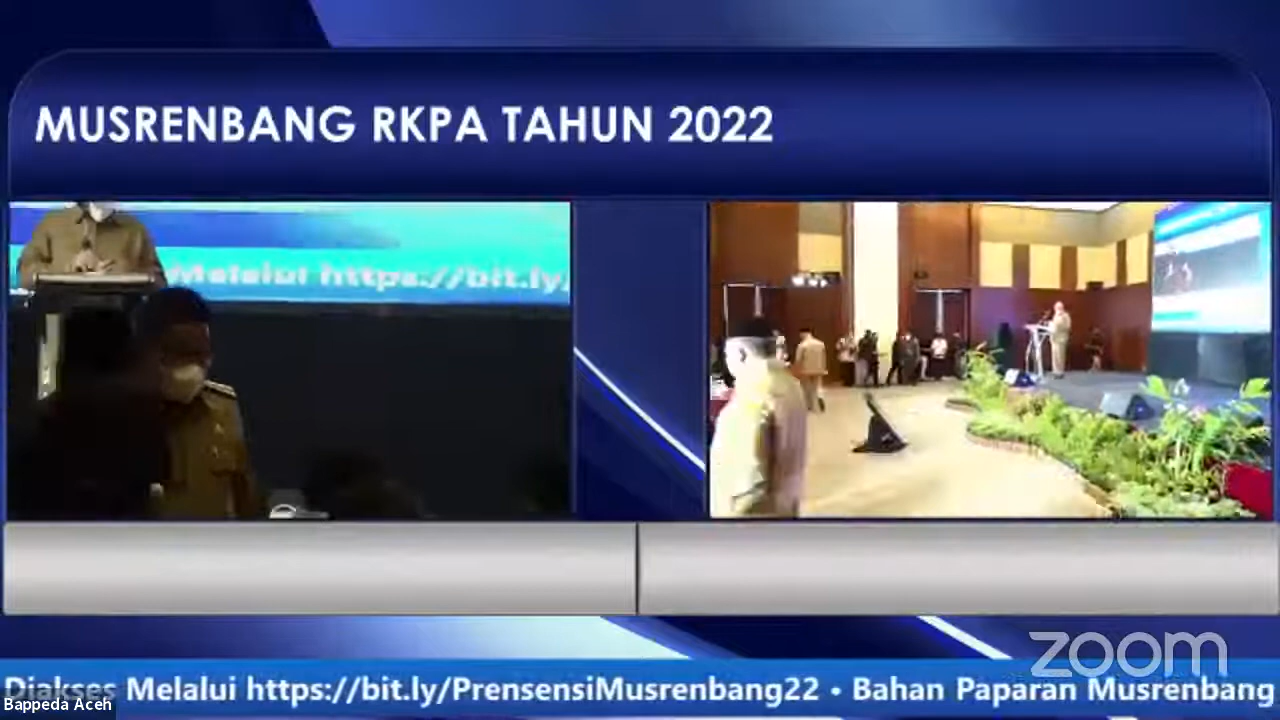 MUSRENBANG RKPA TAHUN 2022
Melalui https://bit.ly/
zoom
Diakses Melalui https://bit.ly/PrensensiMusrenbang22 • Bahan Paparan Musrenbang
Bappeda Aceh